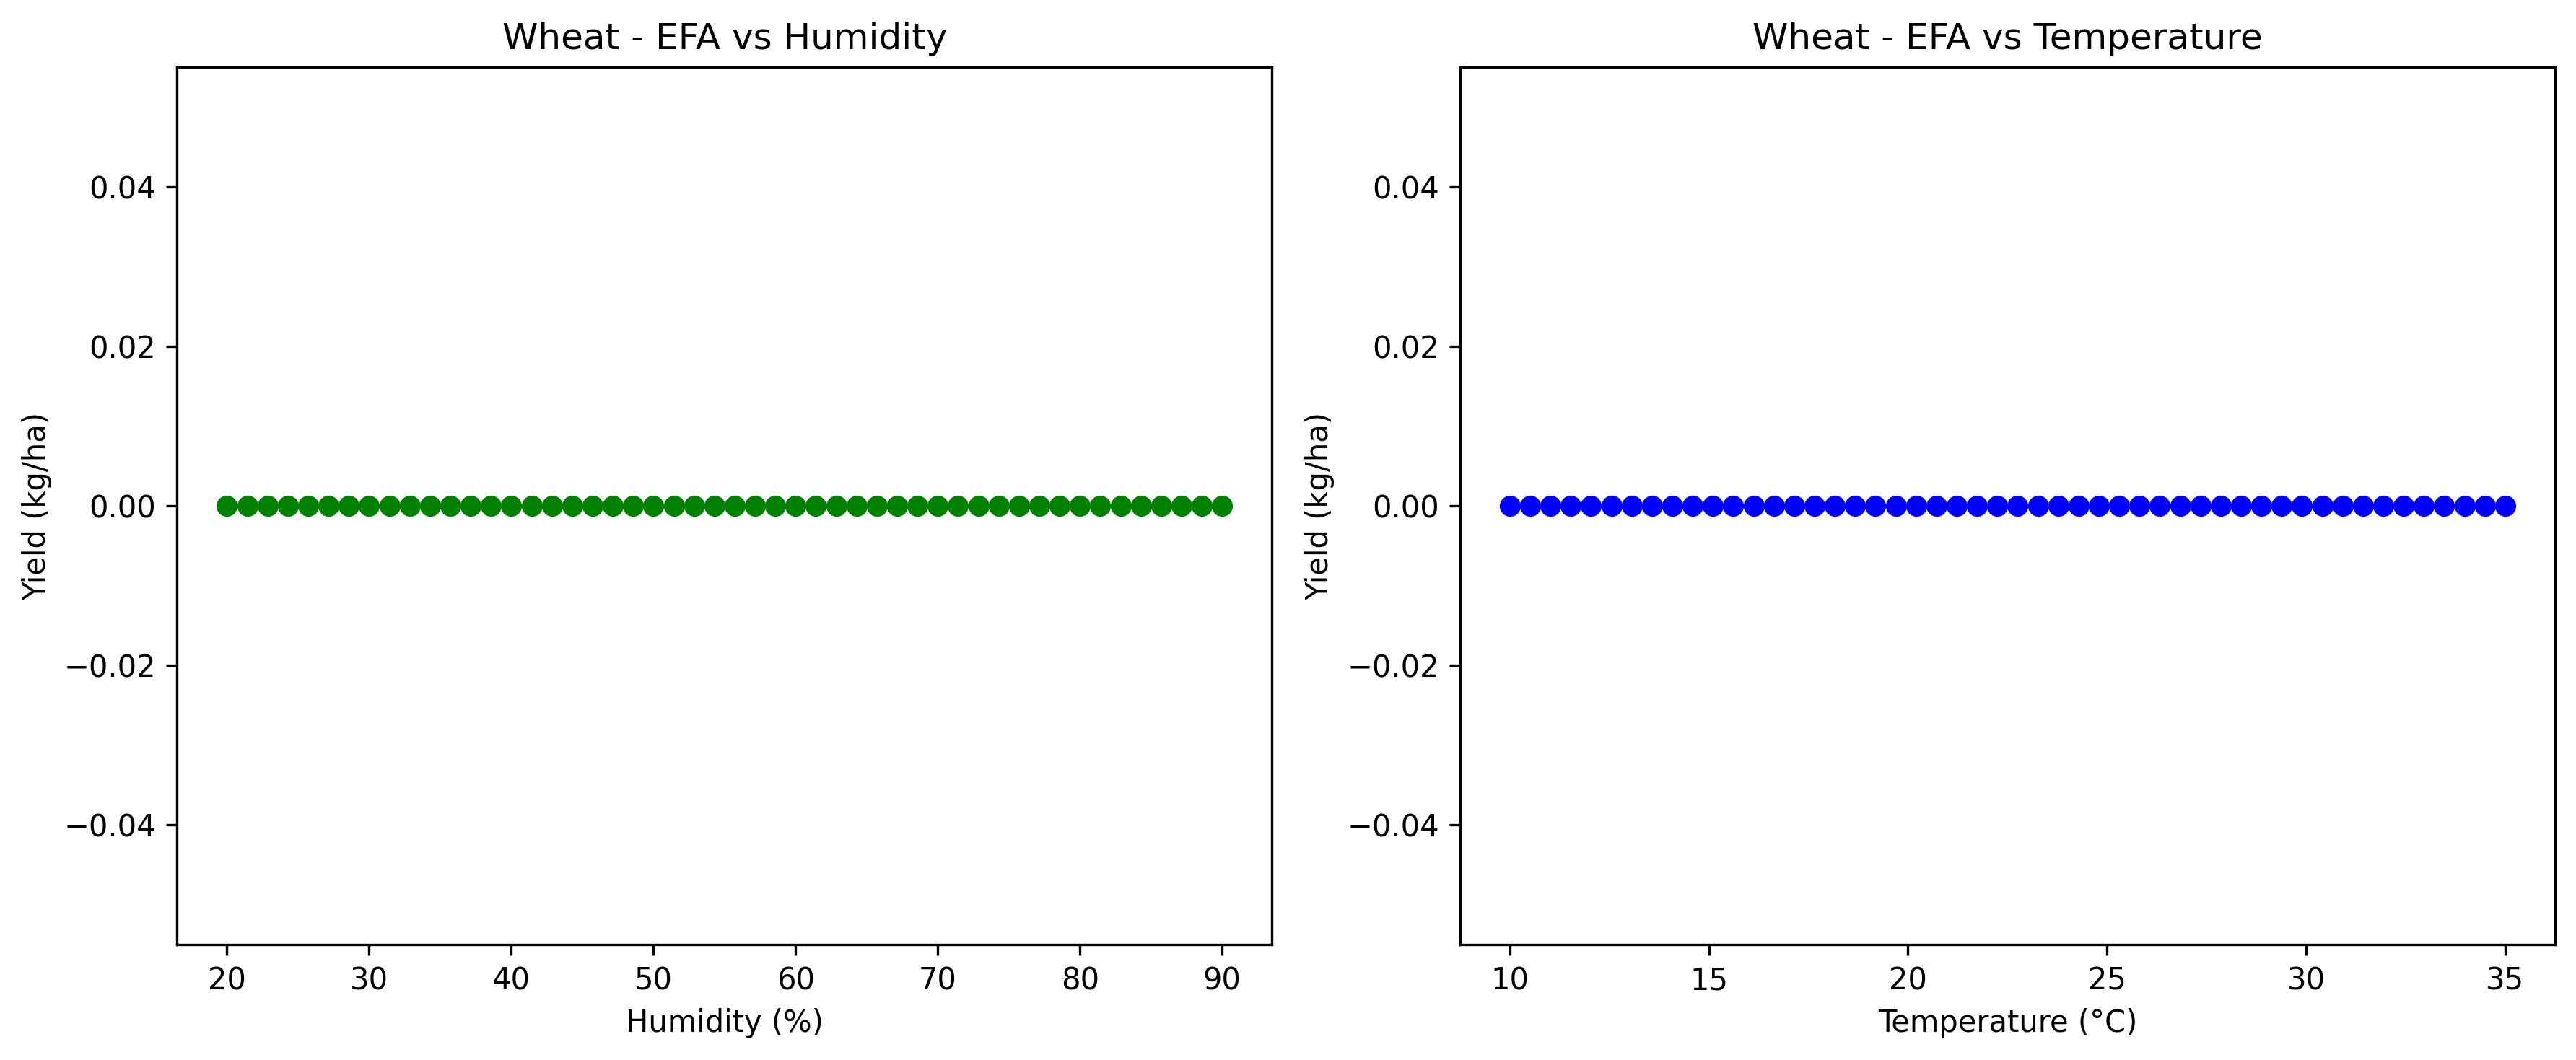 Wheat - EFA vs Humidity
0.04
0.02
0.00
−0.02
−0.04
Yield (kg/ha)
20 30 40 50 60 70 80 90
Humidity (%)
Wheat - EFA vs Temperature
0.04
0.02
0.00
−0.02
−0.04
Yield (kg/ha)
10 15 20 25 30 35
Temperature (°C)